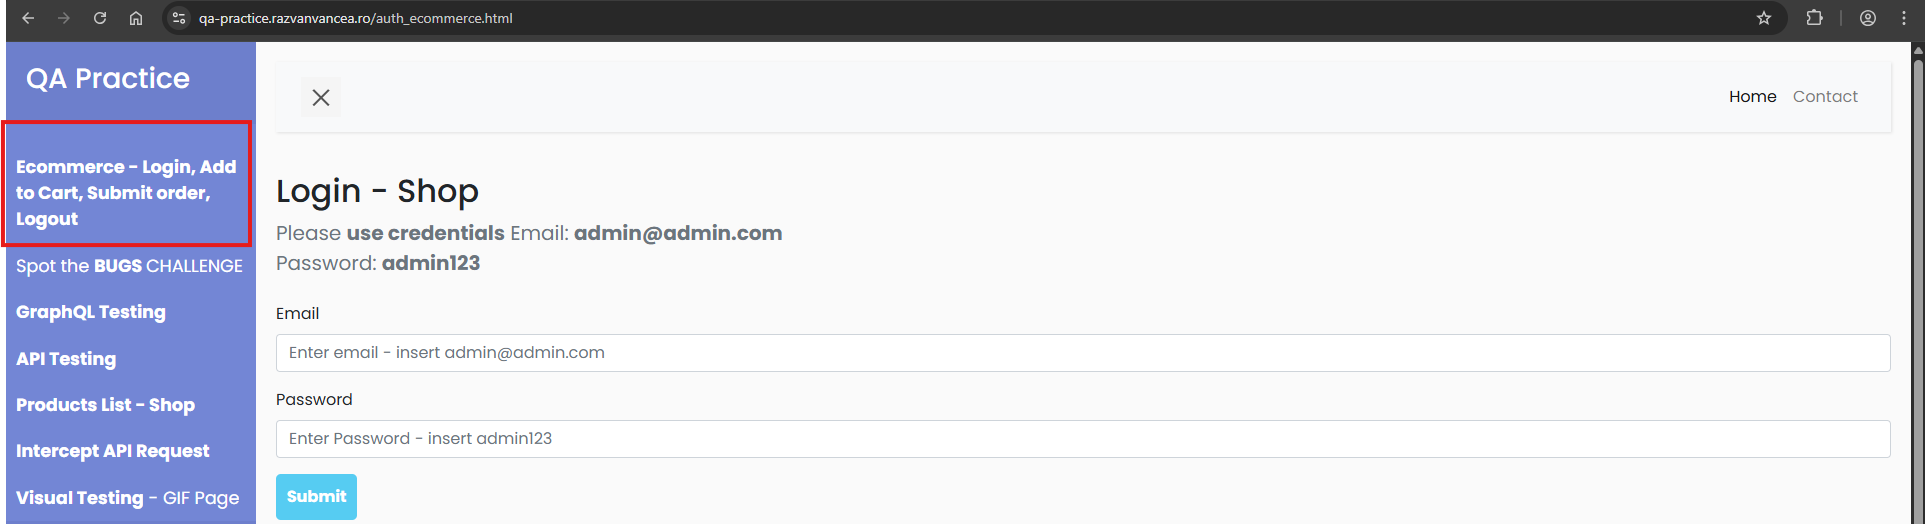 qa-practice.razvanvancea.ro/auth_ecommerce.html
QA Practice
Ecommerce - Login, Add
to Cart, Submit order,
Logout
Spot the BUGS CHALLENGE
GraphQL Testing
API Testing
Products List - Shop
Intercept API Request
Visual Testing - GIF Page
Home Contact
Login - Shop
Please use credentials Email: admin@admin.com
Password: admin123
Email
Enter email - insert admin@admin.com
Password
Enter Password - insert admin123
Submit